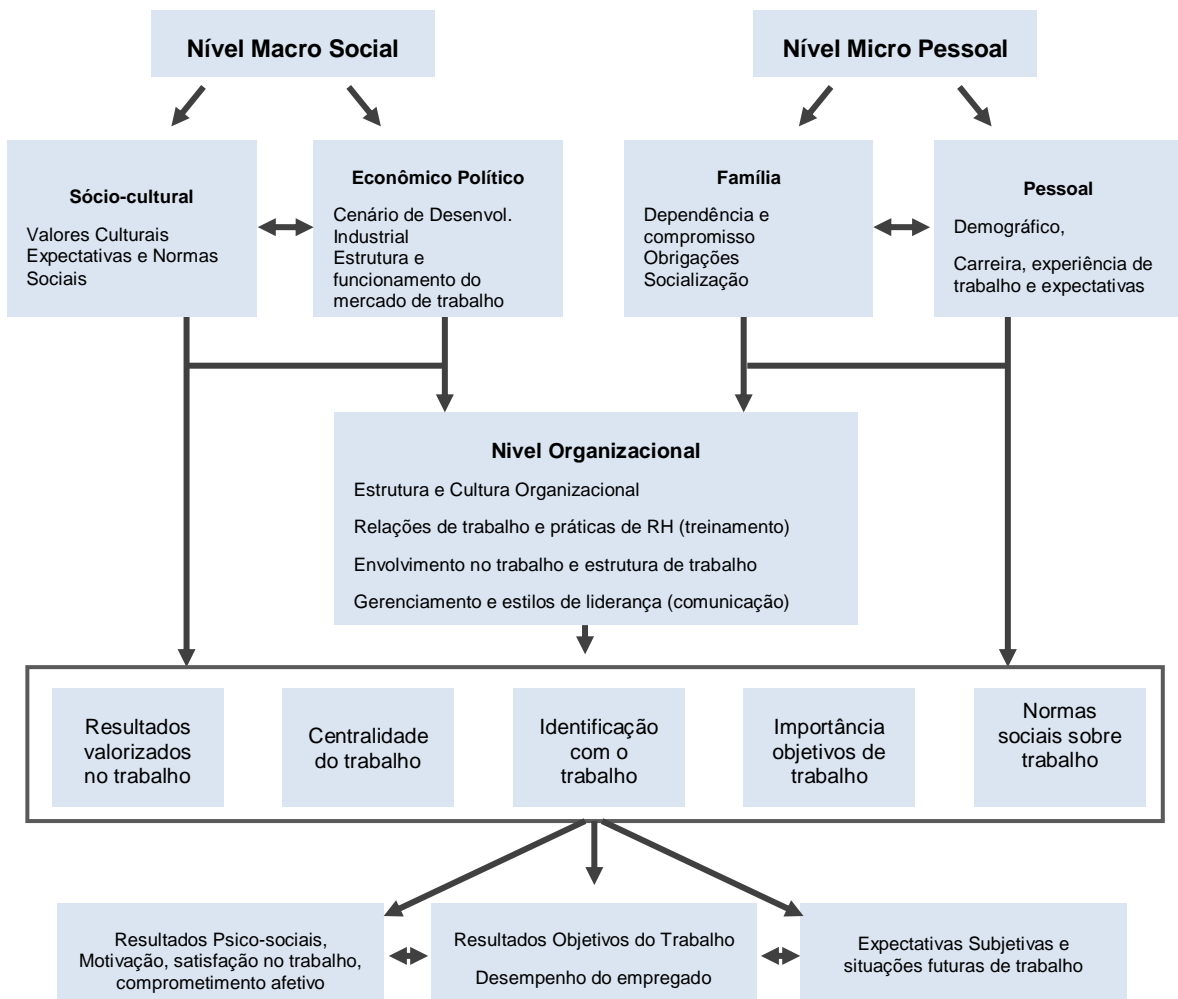 Nível Macro Social
Nível Micro Pessoal
Sócio-cultural
Valores Culturais
Expectativas e Normas
Sociais
Econômico Político
Cenário de Desenvol.
Industrial
Estrutura e
funcionamento do
mercado de trabalho
Família
Dependência e
compromisso
Obrigações
Socialização
Pessoal
Demográfico,
Carreira, experiência de
trabalho e expectativas
Nivel Organizacional
Estrutura e Cultura Organizacional
Relações de trabalho e práticas de RH (treinamento)
Envolvimento no trabalho e estrutura de trabalho
Gerenciamento e estilos de liderança (comunicação)
Resultados
valorizados
no trabalho
Centralidade
do trabalho
Identificação
com o
trabalho
Importância
objetivos de
trabalho
Normas
sociais sobre
trabalho
Resultados Psico-sociais,
Motivação, satisfação no trabalho,
comprometimento afetivo
Resultados Objetivos do Trabalho
Desempenho do empregado
Expectativas Subjetivas e
situações futuras de trabalho